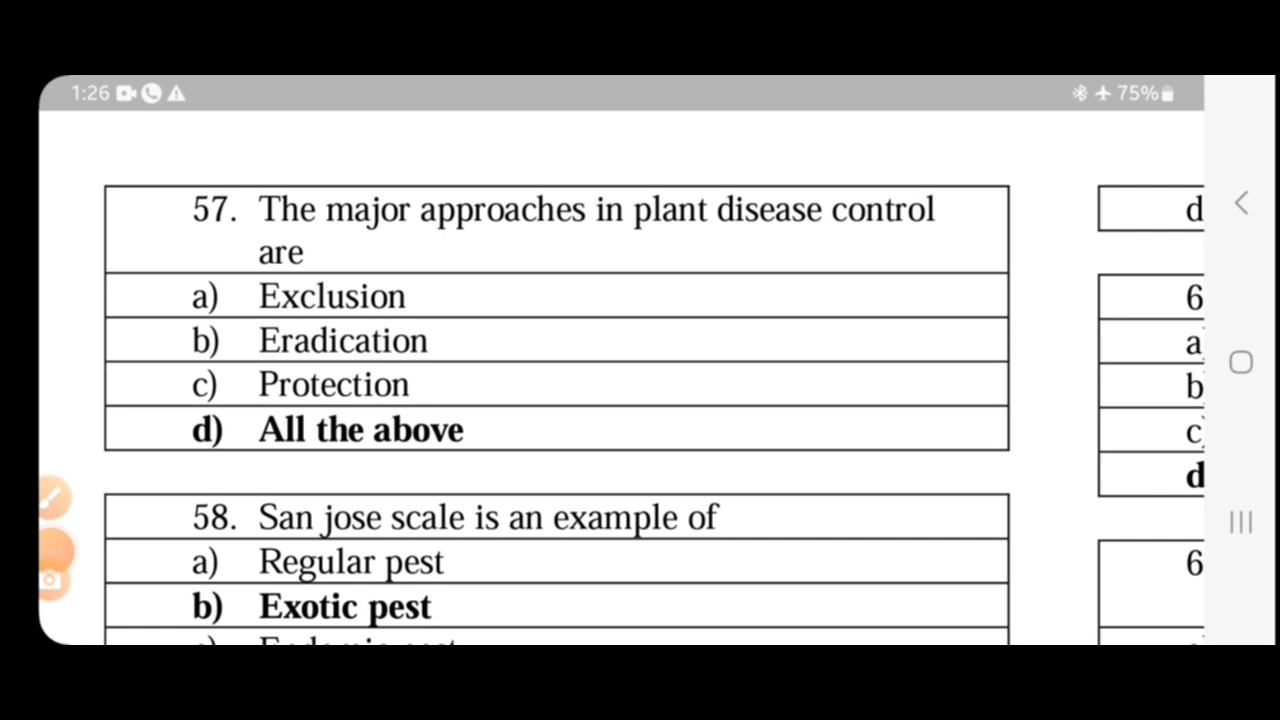 1:26
75%
57. The major approaches in plant disease control
are
a) Exclusion
b) Eradication
c) Protection
d) All the above
58. San jose scale is an example of
a) Regular pest
b) Exotic pest
d
6
a
b
c)
d
6